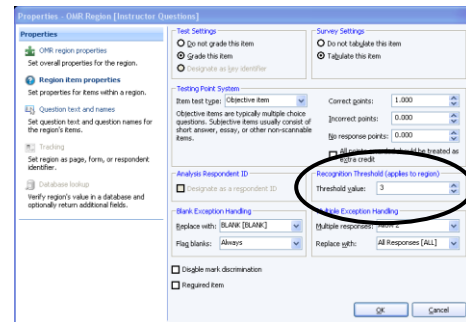 Properties - OMR Region [Instructor Questions]
Properties
OMR region properties
Set overall properties for the region.
Region item properties
Set properties for items within a region.
Question text and names
Set question text and question names for
the region's items.
Tracking
Set region as page, form, or respondent
identifier.
Database lookup
Verify region's value in a database and
optionally return additional fields.
Test Settings
Do not grade this item
Grade this item
Designate as key identifier
Survey Settings
Do not tabulate this item
Tabulate this item
Testing Point System
Item test type: Objective item
Objective items are typically multiple choice
questions. Subjective items usually consist of
short answer, essay, or other non-scannable
items.
Correct points: 1.000
Incorrect points: 0.000
No response points: 0.000
All points should be treated as
extra credit
Analysis Respondent ID
Designate as a respondent ID
Recognition Threshold (applies to region)
Threshold value: 3
Blank Exception Handling
Replace with: BLANK [BLANK]
Flag blanks: Always
Multiple Exception Handling
Multiple responses:
Replace with: All Responses [ALL]
Disable mark discrimination
Required item
OK
Cancel